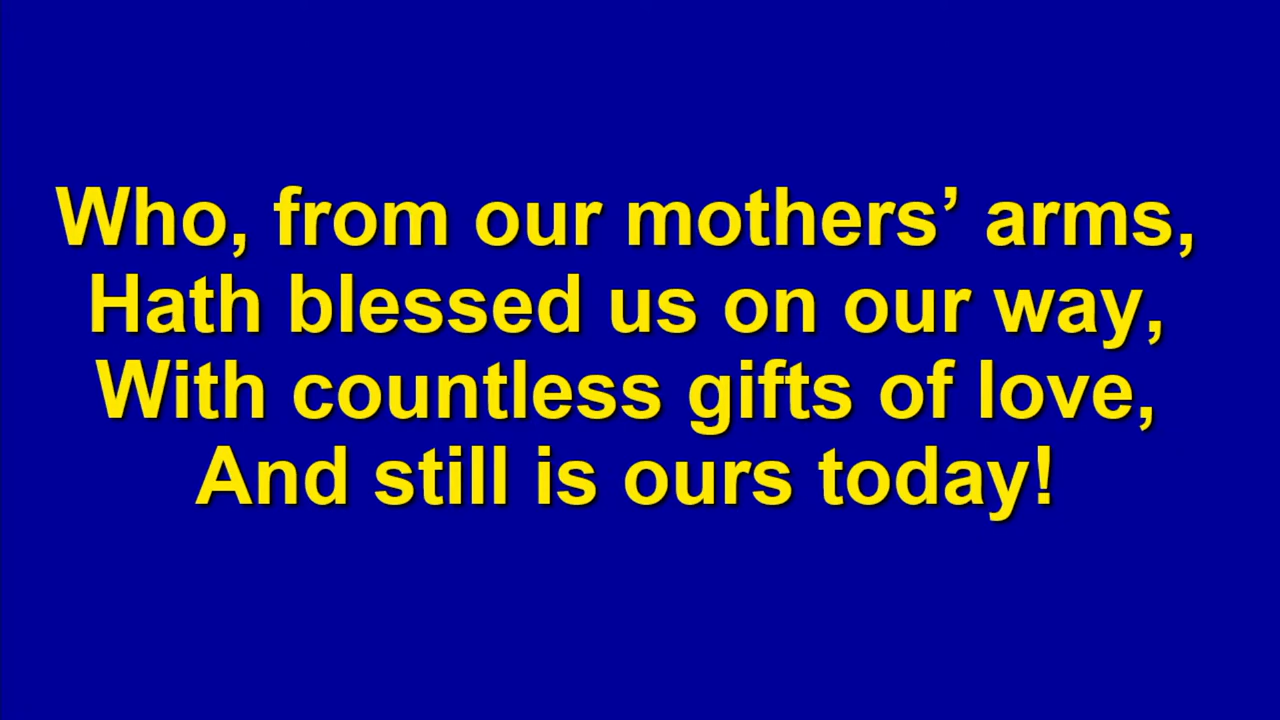 Who, from our mothers’ arms,
Hath blessed us on our way,
With countless gifts of love,
And still is ours today!